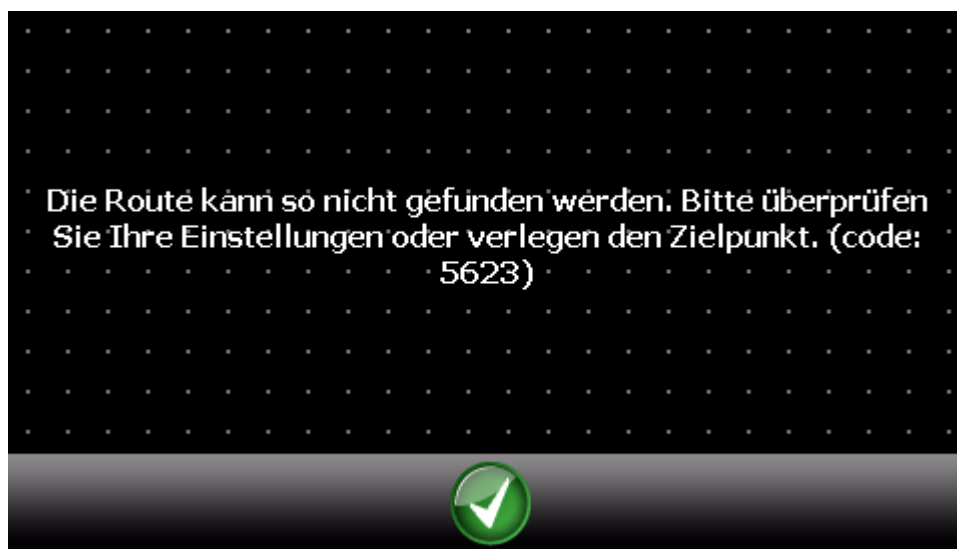 Die Route kann so nicht gefunden werden. Bitte überprüfen
Sie Ihre Einstellungen oder verlegen den Zielpunkt. (code:
5623)